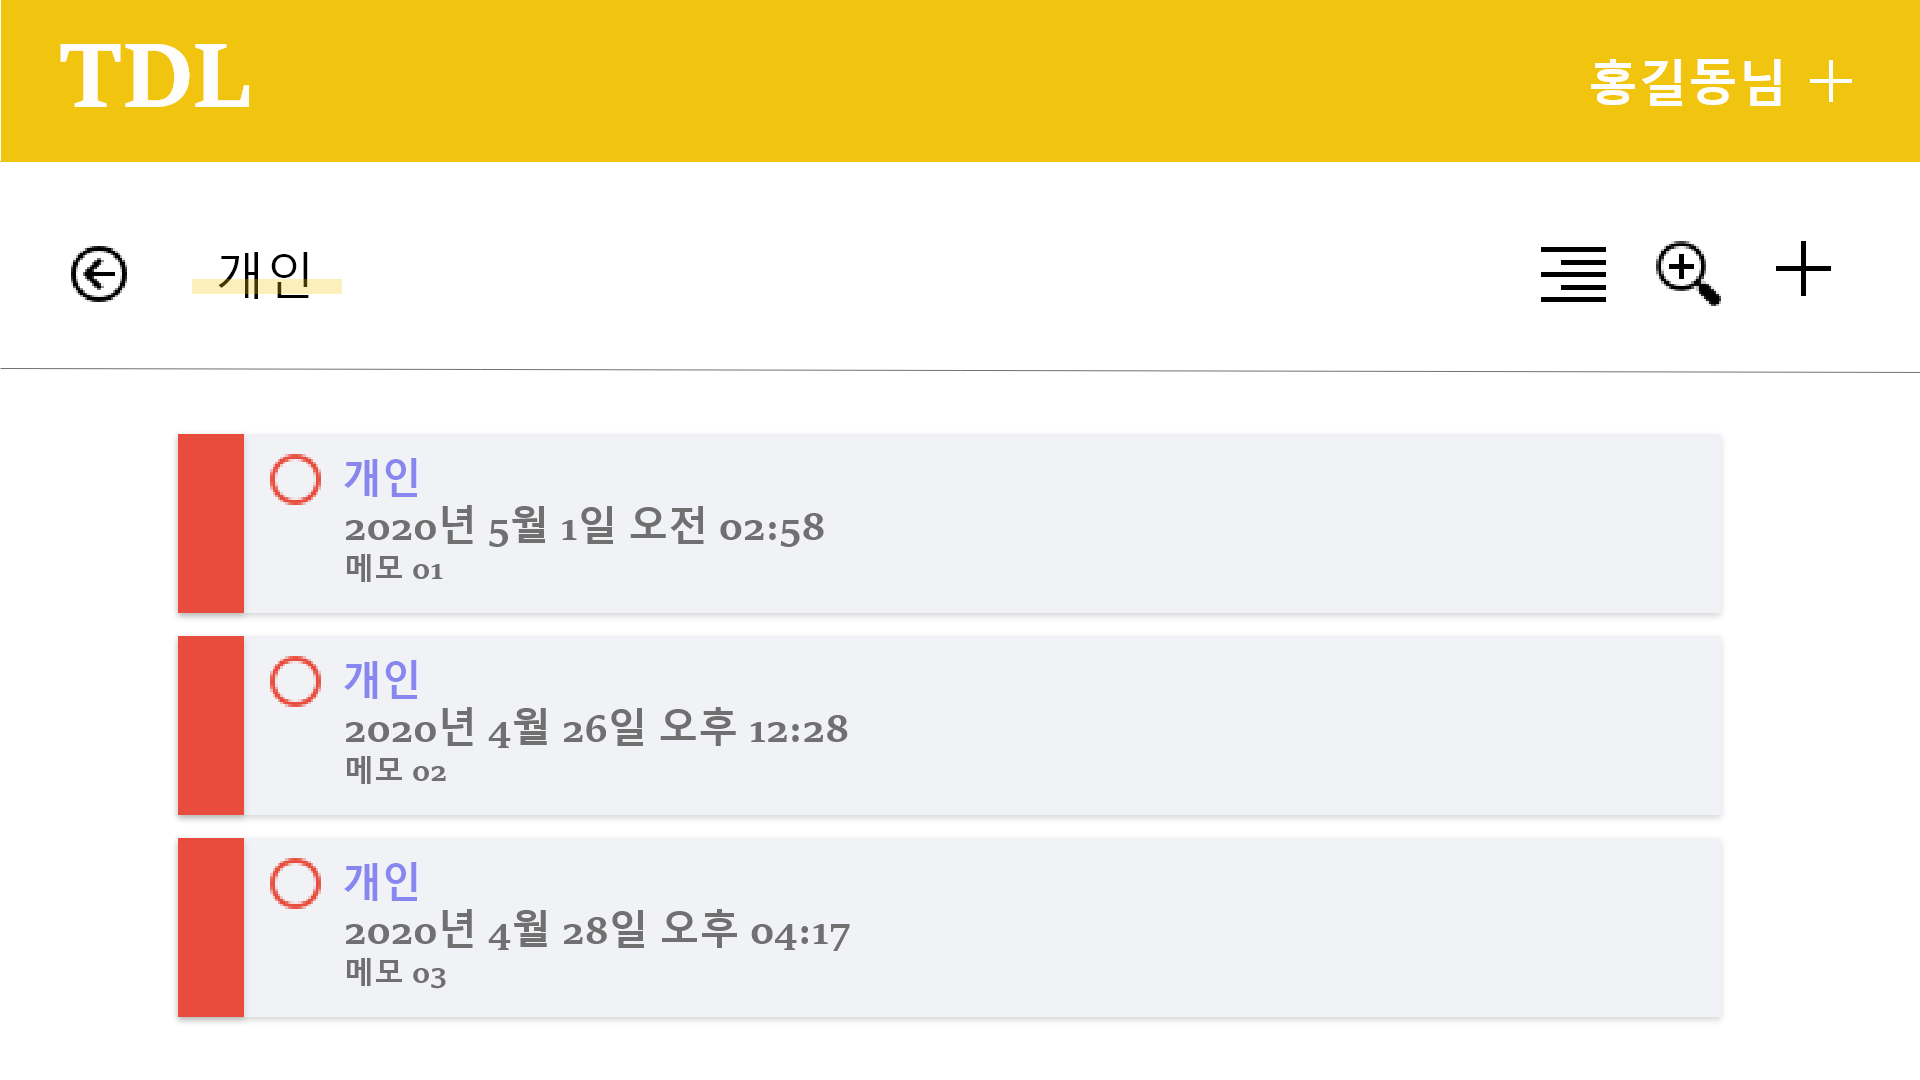 TDL
홍길동님
개인
개인
2020년 5월 1일 오전 02:58
메모 01
개인
2020년 4월 26일 오후 12:28
메모 02
개인
2020년 4월 28일 오후 04:17
메모 03